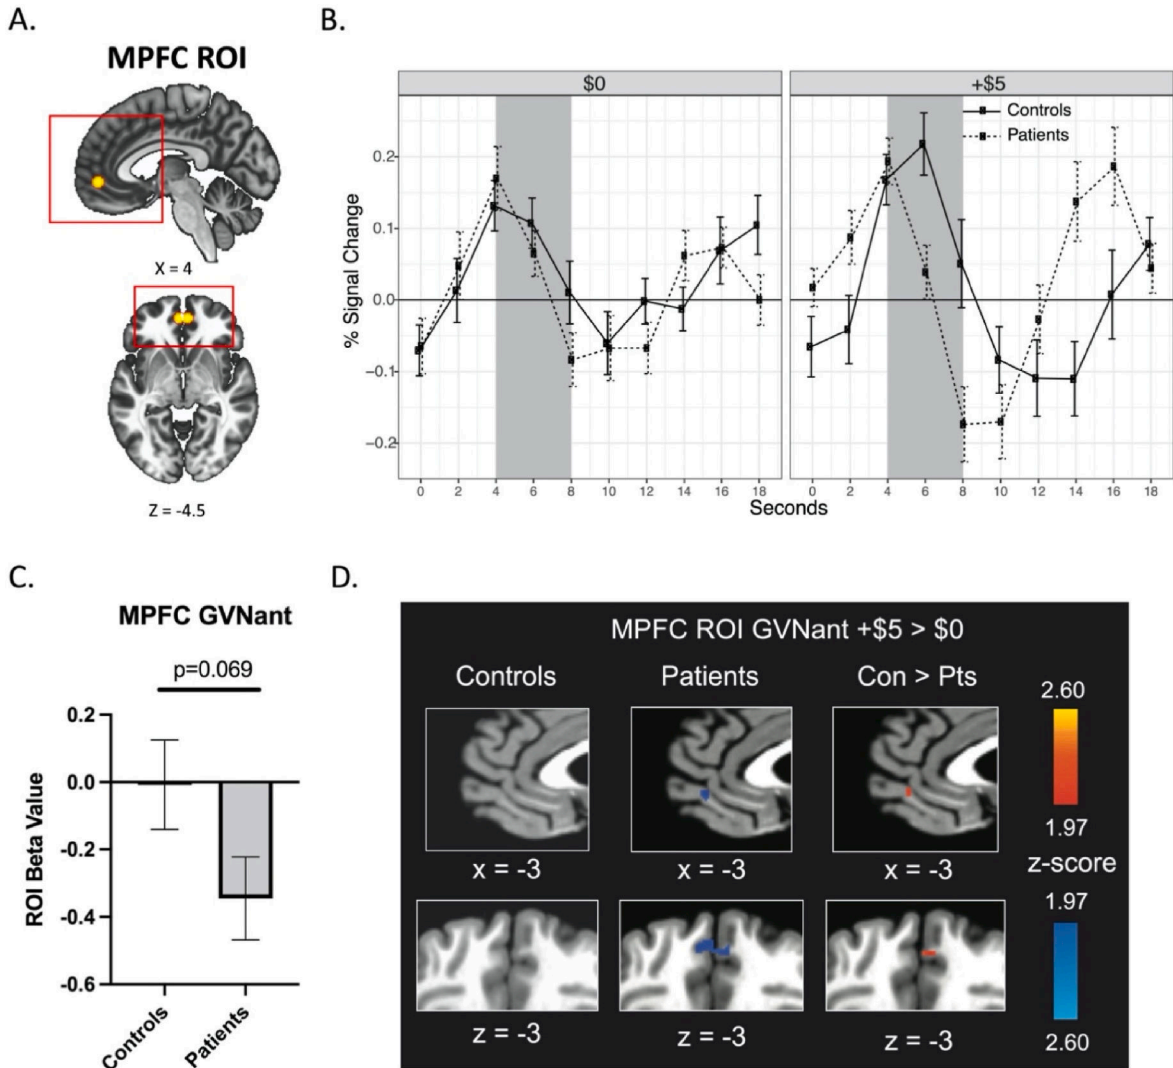 A.
MPFC ROI
X = 4
Z = -4.5
B.
$0
+$5
Controls
Patients
% Signal Change
0.2
0.1
0.0
−0.1
−0.2
0 2 4 6 8 10 12 14 16 18
0 2 4 6 8 10 12 14 16 18
Seconds
C.
MPFC GVNant
p=0.069
ROI Beta Value
0.2
0.0
-0.2
-0.4
-0.6
Controls
Patients
D.
MPFC ROI GVNant +$5 > $0
Controls
Patients
Con > Pts
x = -3
x = -3
x = -3
z = -3
z = -3
z = -3
2.60
1.97
z-score
1.97
2.60